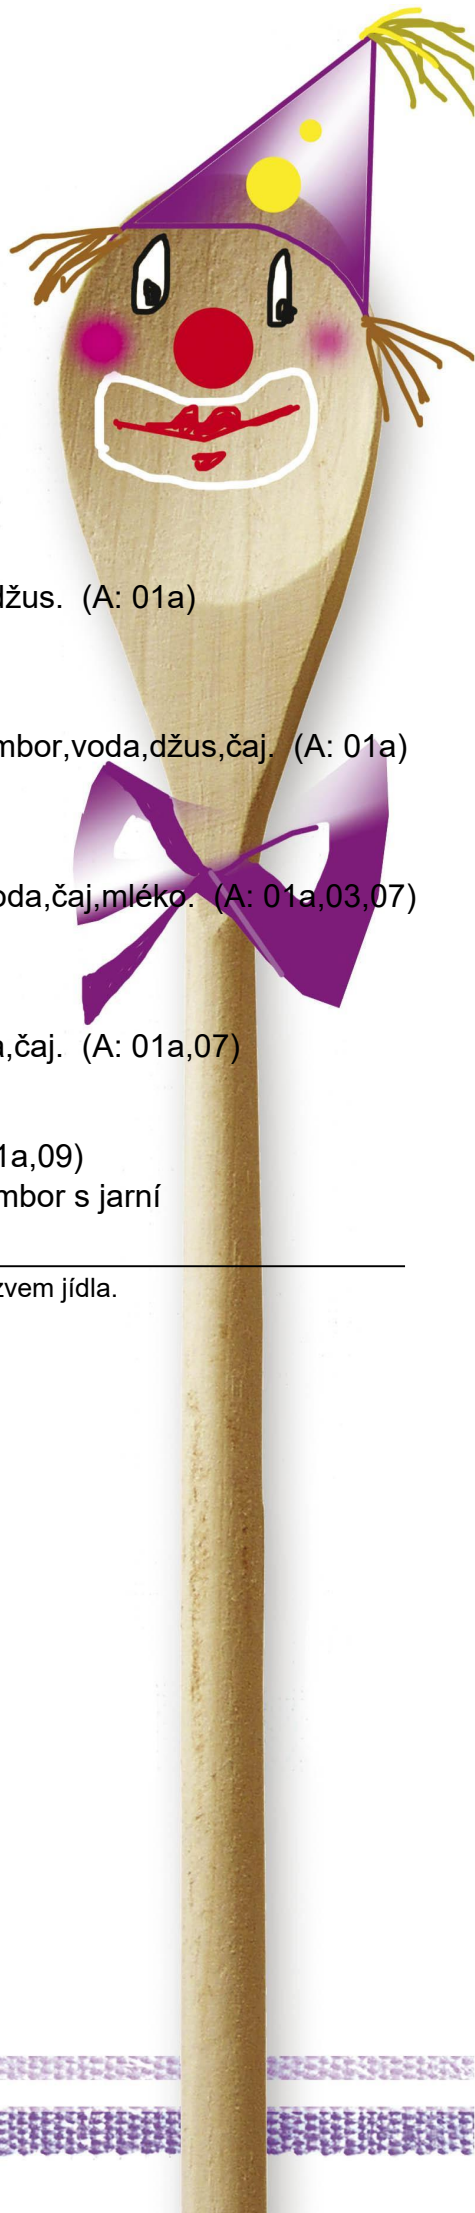 džus. (A: 01a)
mbor,voda,džus,čaj. (A: 01a)
oda,čaj,mléko. (A: 01a,03,07)
a,čaj. (A: 01a,07)
1a,09)
mbor s jarní
zvem jídla.